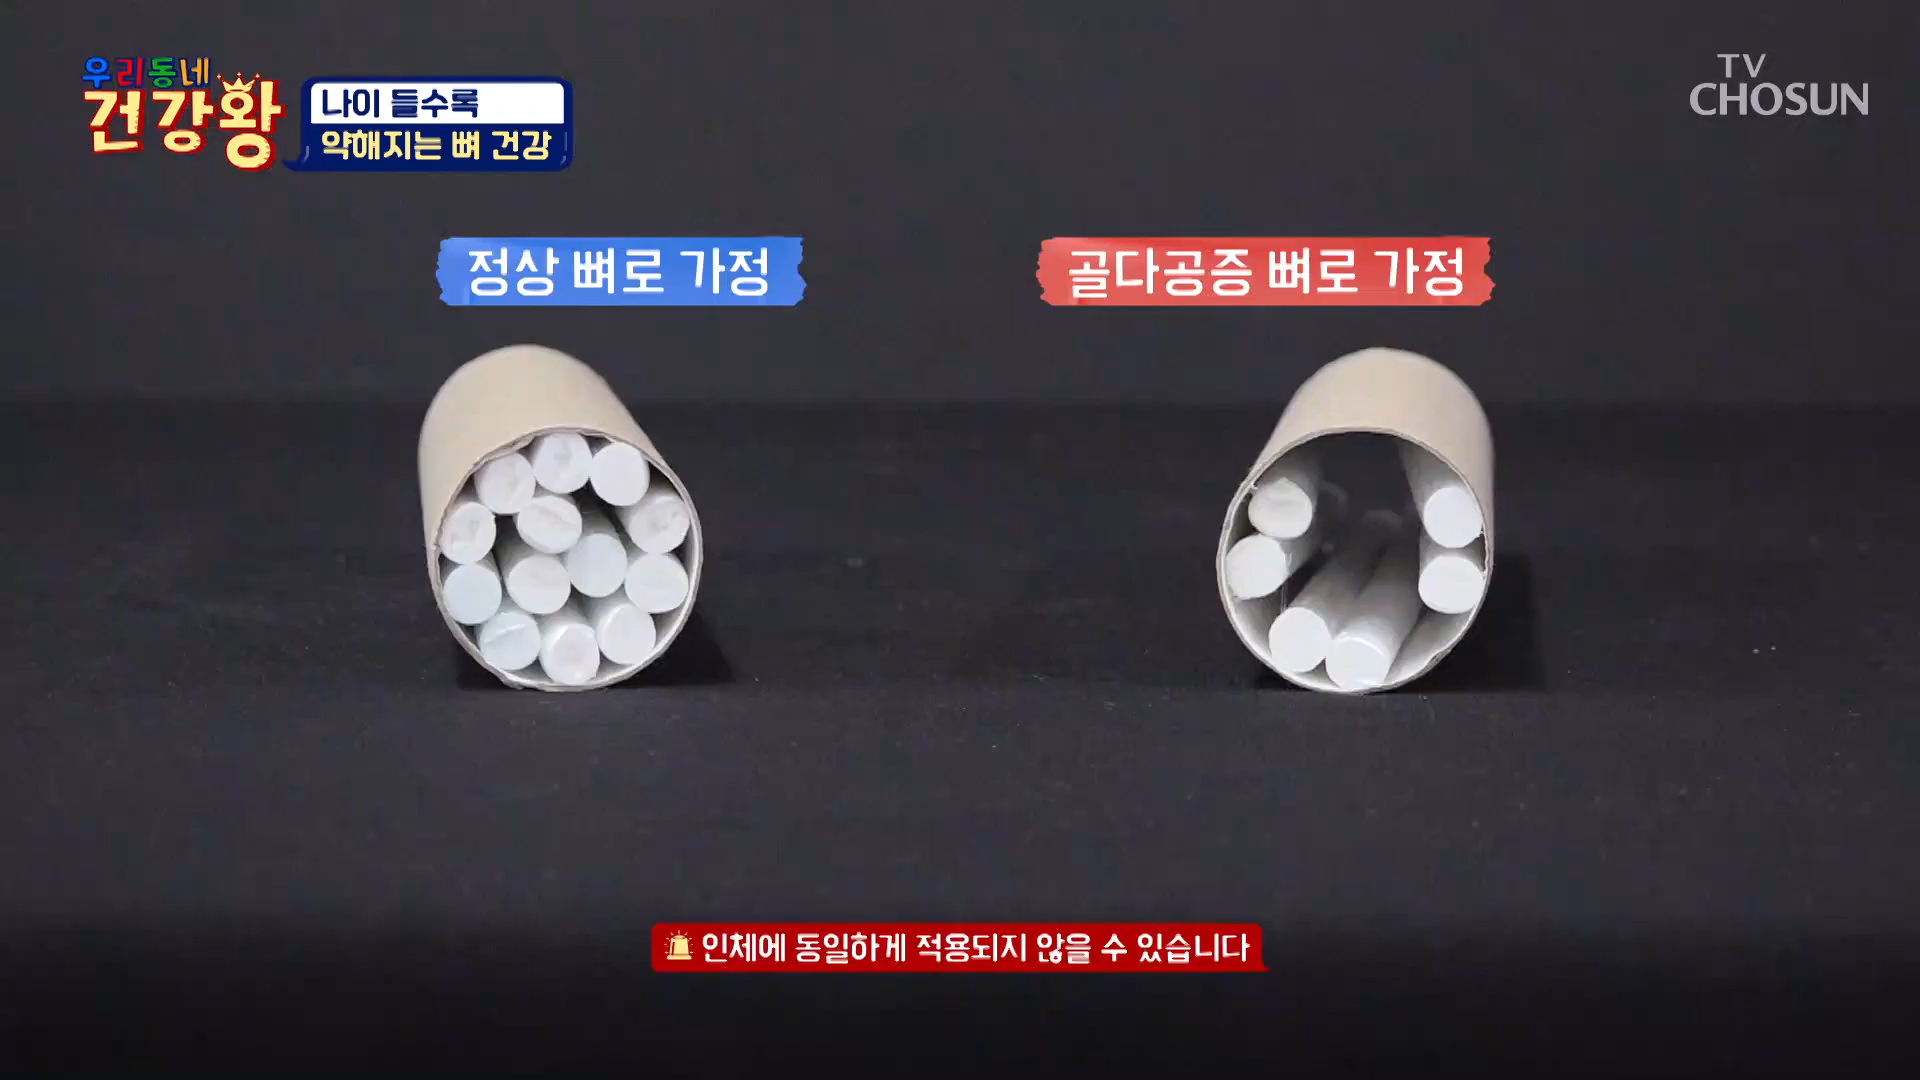 우리동네
건강황
나이 들수록
약해지는 뼈 건강
TV
CHOSUN
정상 뼈로 가정
골다공증 뼈로 가정
인체에 동일하게 적용되지 않을 수 있습니다